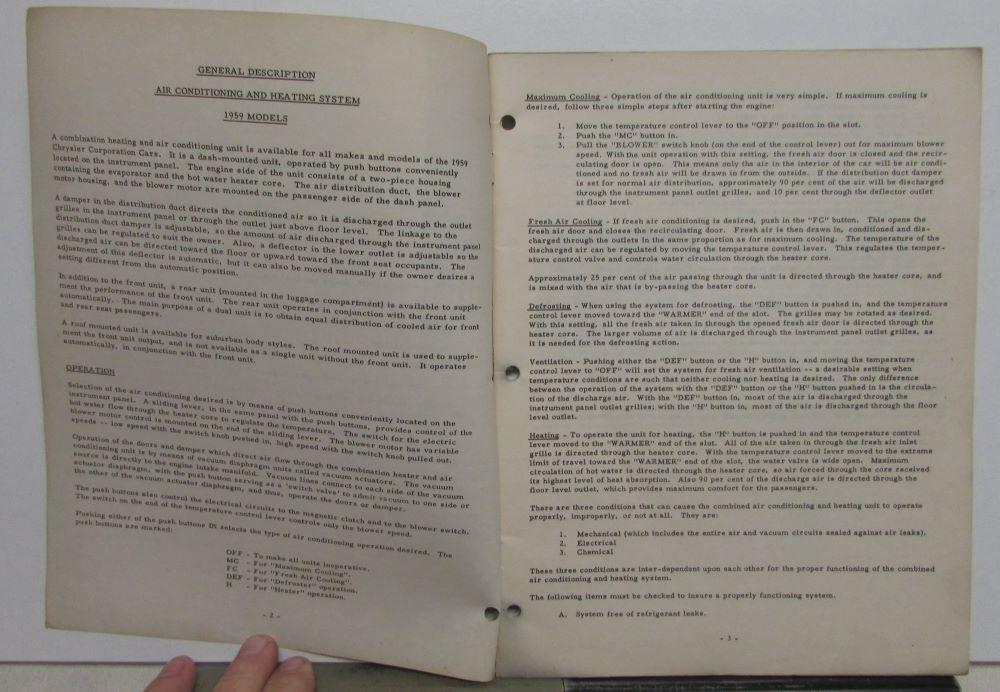 GENERAL DESCRIPTION
AIR CONDITIONING AND HEATING SYSTEM
1959 MODELS
A combination heating and air conditioning unit is available for all makes and models of the 1959
Chrysler Corporation Cars. It is a dash-mounted unit, operated by push buttons conveniently
located on the instrument panel. The engine side of the unit consists of a two-piece housing
containing the evaporator and the hot water heater core. The air distribution duct, the blower
motor housing, and the blower motor are mounted on the passenger side of the dash panel.
A damper in the distribution duct directs the conditioned air so it is discharged through the outlet
grilles in the instrument panel or through the outlet just above floor level. The linkage to the
distribution duct damper is adjustable, so the amount of air discharged through the instrument panel
grilles can be regulated to suit the owner. Also, a deflector in the lower outlet is adjustable so the
discharged air can be directed toward the floor or upward toward the front seat occupants. The
adjustment of this deflector is automatic, but it can also be moved manually if the owner desires a
setting different from the automatic position.
In addition to the front unit, a rear unit (mounted in the luggage compartment) is available to supple-
ment the performance of the front unit. The rear unit operates in conjunction with the front unit
automatically. The main purpose of a dual unit is to obtain equal distribution of cooled air for front
and rear seat passengers.
A roof mounted unit is available for suburban body styles. The roof mounted unit is used to supple-
ment the front unit output, and is not available as a single unit without the front unit. It operates
automatically, in conjunction with the front unit.
OPERATION
Selection of the air conditioning desired is by means of push buttons conveniently located on the
instrument panel. A sliding lever, in the same panel with the push buttons, provides control of the
hot water flow through the heater core to regulate the temperature. The switch for the electric
blower motor control is mounted on the end of the sliding lever. The blower motor has variable
speeds -- low speed with the switch knob pushed in, high speed with the switch knob pulled out.
Operation of the doors and damper which direct air flow through the combination heater and air
conditioning unit is by means of vacuum diaphragm units called vacuum actuators. The vacuum
source is directly to the engine intake manifold. Vacuum lines connect to each side of the vacuum
actuator diaphragm, with the push button serving as a 'switch valve' to admit vacuum to one side or
the other of the vacuum actuator diaphragm, and thus, operate the doors or damper.
The push buttons also control the electrical circuits to the magnetic clutch and to the blower switch.
The switch on the end of the temperature control lever controls only the blower speed.
Pushing either of the push buttons IN selects the type of air conditioning operation desired. The
push buttons are marked:
OFF - To make all units inoperative.
MC - For "Maximum Cooling".
FC - For "Fresh Air Cooling".
DEF - For "Defroster" operation.
H - For "Heater" operation.
- 2 -
Maximum Cooling - Operation of the air conditioning unit is very simple. If maximum cooling is
desired, follow three simple steps after starting the engine:
1. Move the temperature control lever to the "OFF" position in the slot.
2. Push the "MC" button in.
3. Pull the "BLOWER" switch knob (on the end of the control lever) out for maximum blower
speed. With the unit operation with this setting, the fresh air door is closed and the recir-
culating door is open. This means only the air in the interior of the car will be air condi-
tioned and no fresh air will be drawn in from the outside. If the distribution duct damper
is set for normal air distribution, approximately 90 per cent of the air will be discharged
through the instrument panel outlet grilles, and 10 per cent through the deflector outlet
at floor level.
Fresh Air Cooling - If fresh air conditioning is desired, push in the "FC" button. This opens the
fresh air door and closes the recirculating door. Fresh air is then drawn in, conditioned and dis-
charged through the outlets in the same proportion as for maximum cooling. The temperature of the
discharged air can be regulated by moving the temperature control lever. This regulates the temper-
ature control valve and controls water circulation through the heater core.
Approximately 25 per cent of the air passing through the unit is directed through the heater core, and
is mixed with the air that is by-passing the heater core.
Defrosting - When using the system for defrosting, the "DEF" button is pushed in, and the temperature
control lever moved toward the "WARMER" end of the slot. The grilles may be rotated as desired.
With this setting, all the fresh air taken in through the opened fresh air door is directed through the
heater core. The larger volume of air is discharged through the instrument panel outlet grilles, as
it is needed for the defrosting action.
Ventilation - Pushing either the "DEF" button or the "H" button in, and moving the temperature
control lever to "OFF" will set the system for fresh air ventilation -- a desirable setting when
temperature conditions are such that neither cooling nor heating is desired. The only difference
between the operation of the system with the "DEF" button or the "H" button pushed in is the circula-
tion of the discharge air. With the "DEF" button in, most of the air is discharged through the
instrument panel outlet grilles; with the "H" button in, most of the air is discharged through the floor
level outlet.
Heating - To operate the unit for heating, the "H" button is pushed in and the temperature control
lever moved to the "WARMER" end of the slot. All of the air taken in through the fresh air inlet
grille is directed through the heater core. With the temperature control lever moved to the extreme
limit of travel toward the "WARMER" end of the slot, the water valve is wide open. Maximum
circulation of hot water is directed through the heater core, so air forced through the core received
its highest level of heat absorption. Also 90 per cent of the discharge air is directed through the
floor level outlet, which provides maximum comfort for the passengers.
There are three conditions that can cause the combined air conditioning and heating unit to operate
properly, improperly, or not at all. They are:
1. Mechanical (which includes the entire air and vacuum circuits sealed against air leaks),
2. Electrical
3. Chemical
These three conditions are inter-dependent upon each other for the proper functioning of the combined
air conditioning and heating system.
The following items must be checked to insure a properly functioning system.
A. System free of refrigerant leaks.
- 3 -